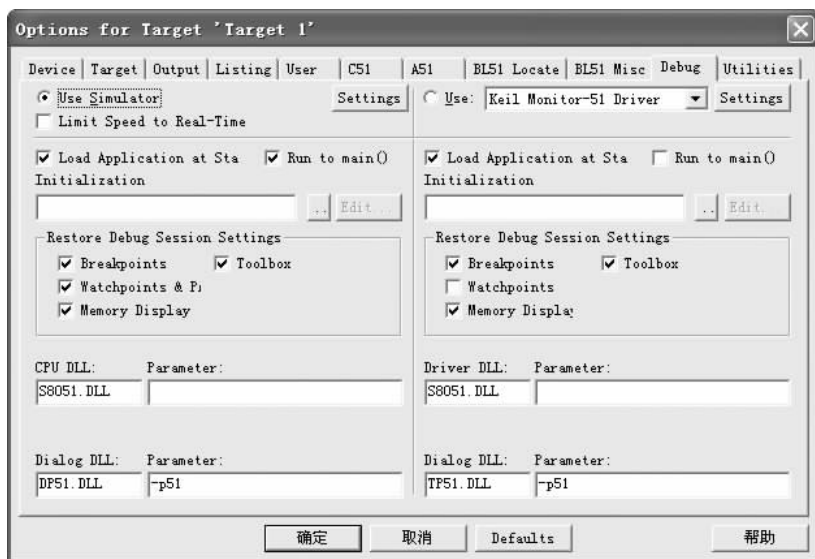 Options for Target 'Target 1'
Device Target Output Listing User C51 A51 BL51 Locate BL51 Misc Debug Utilities
Use Simulator Settings Use: Keil Monitor-51 Driver Settings
Limit Speed to Real-Time
Load Application at Sta Run to main() Load Application at Sta Run to main()
Initialization Initialization
.. Edit... .. Edit.
Restore Debug Session Settings Restore Debug Session Settings
Breakpoints Toolbox Breakpoints Toolbox
Watchpoints & Pa Watchpoints
Memory Display Memory Display
CPU DLL: Parameter: Driver DLL: Parameter:
S8051.DLL S8051.DLL
Dialog DLL: Parameter: Dialog DLL: Parameter:
DP51.DLL -p51 TP51.DLL -p51
确定 取消 Defaults 帮助